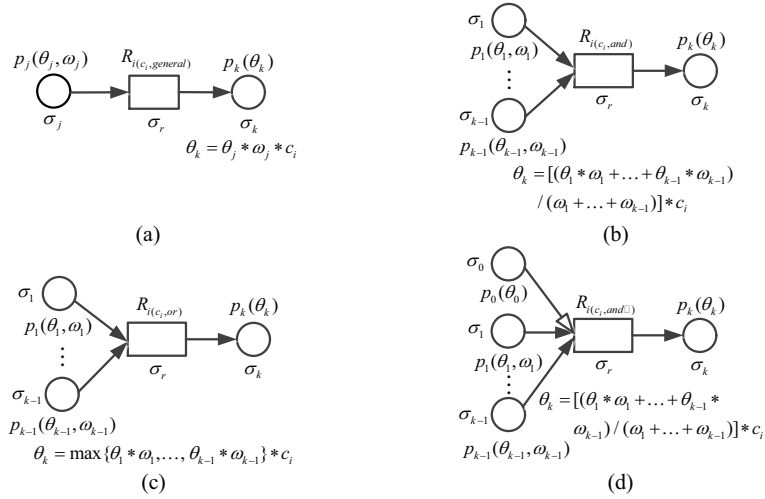 p_j(θ_j, ω_j)
R_{i(c_i, general)}
p_k(θ_k)
σ_j
σ_r
σ_k
θ_k = θ_j * ω_j * c_i
(a)
σ_1
p_1(θ_1, ω_1)
R_{i(c_i, and)}
p_k(θ_k)
⋮
σ_{k−1}
σ_r
σ_k
p_{k−1}(θ_{k−1}, ω_{k−1})
θ_k = [(θ_1 * ω_1 + … + θ_{k−1} * ω_{k−1})
/ (ω_1 + … + ω_{k−1})] * c_i
(b)
σ_1
p_1(θ_1, ω_1)
R_{i(c_i, or)}
p_k(θ_k)
⋮
σ_{k−1}
σ_r
σ_k
p_{k−1}(θ_{k−1}, ω_{k−1})
θ_k = max{θ_1 * ω_1, …, θ_{k−1} * ω_{k−1}} * c_i
(c)
σ_0
p_0(θ_0)
R_{i(c_i, and□)}
p_k(θ_k)
σ_1
p_1(θ_1, ω_1)
⋮
σ_r
σ_k
σ_{k−1}
p_{k−1}(θ_{k−1}, ω_{k−1})
θ_k = [(θ_1 * ω_1 + … + θ_{k−1} *
ω_{k−1}) / (ω_1 + … + ω_{k−1})] * c_i
(d)